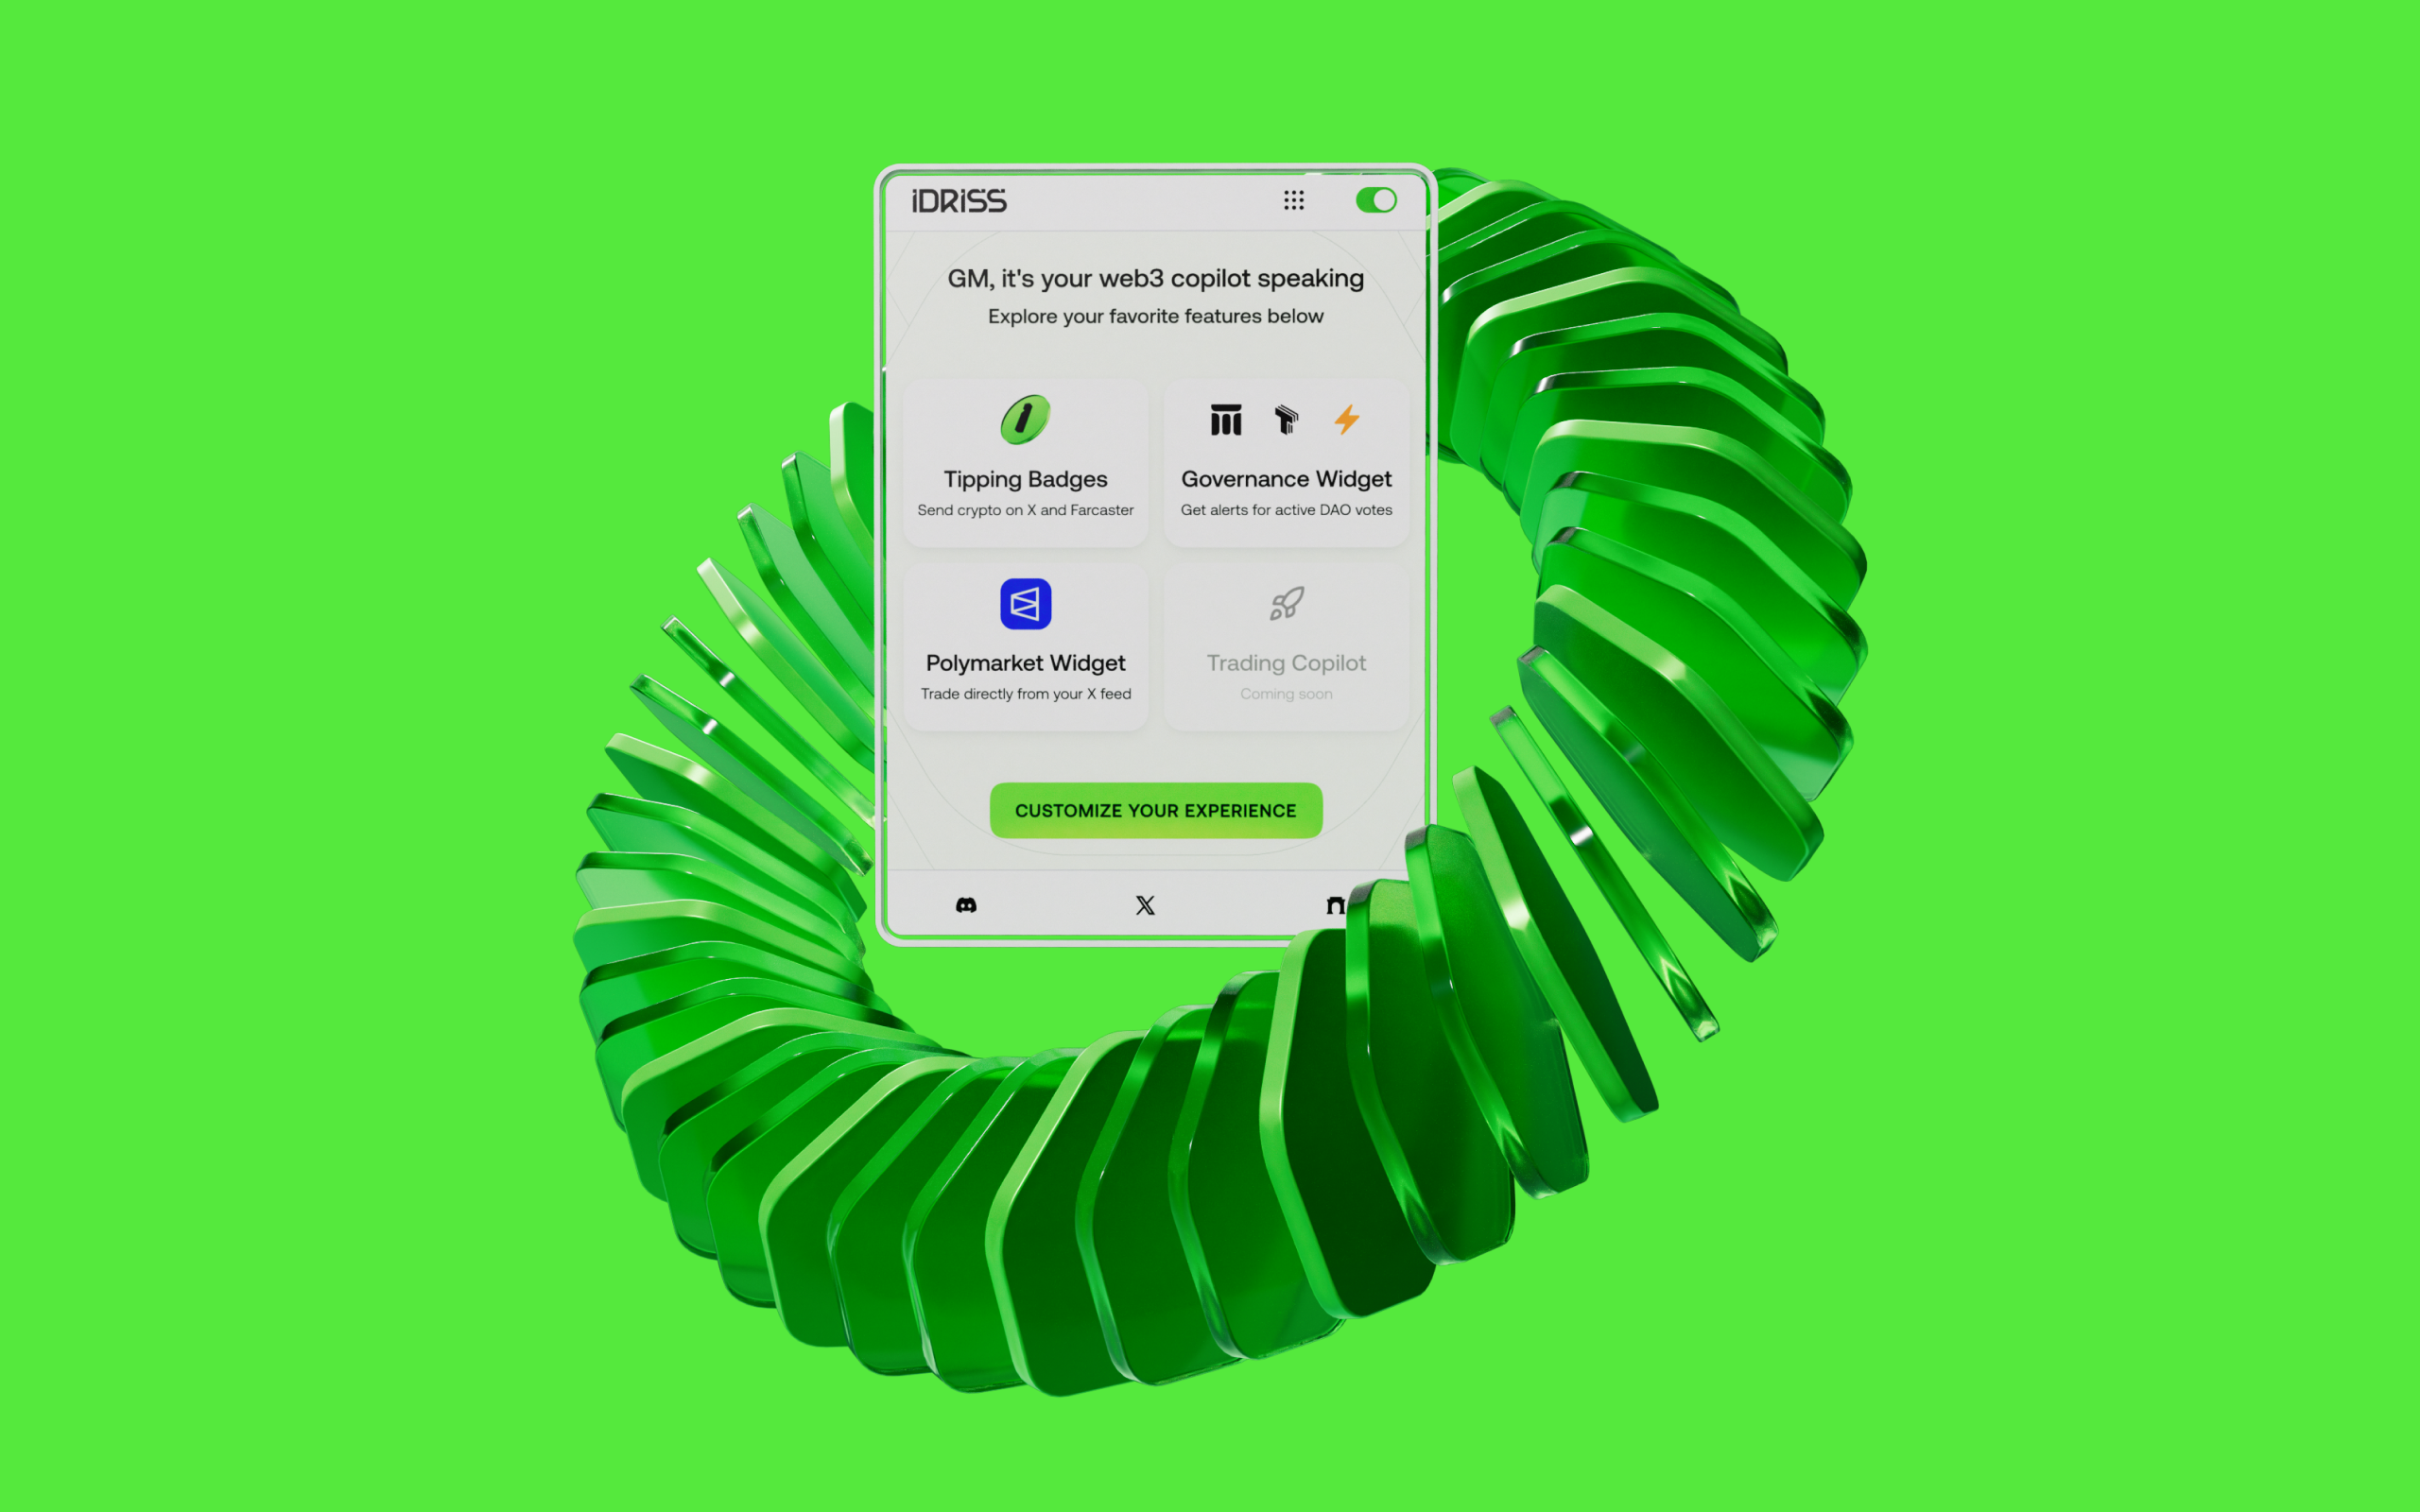 iDRiSS
GM, it's your web3 copilot speaking
Explore your favorite features below
Tipping Badges
Send crypto on X and Farcaster
Governance Widget
Get alerts for active DAO votes
Polymarket Widget
Trade directly from your X feed
Trading Copilot
Coming soon
CUSTOMIZE YOUR EXPERIENCE